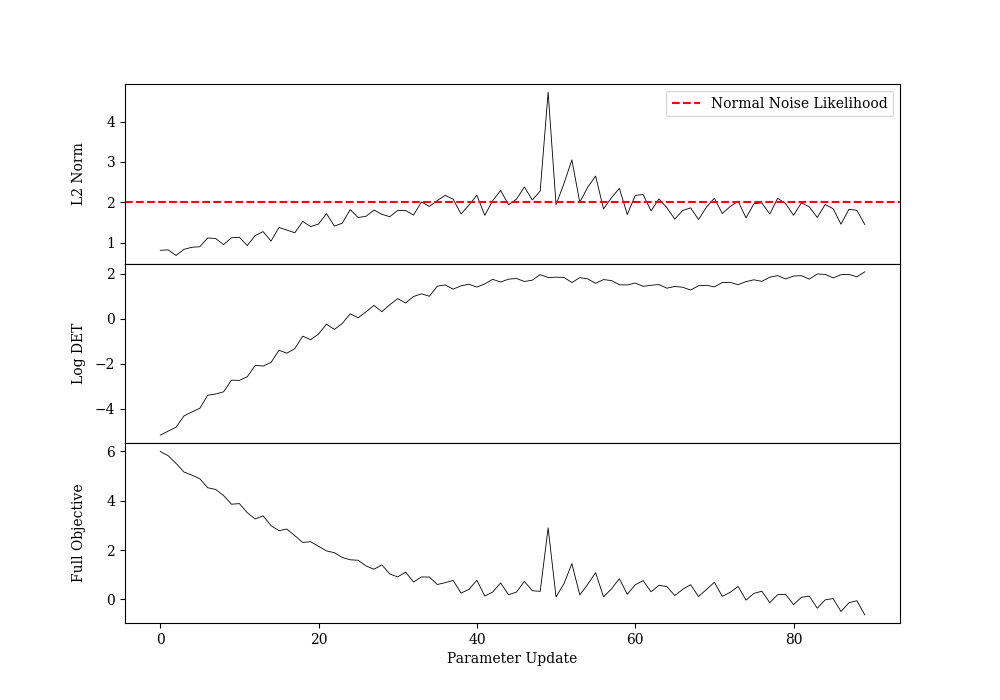 Normal Noise Likelihood
L2 Norm
4
3
2
1
Log DET
2
0
−2
−4
Full Objective
6
4
2
0
0 20 40 60 80
Parameter Update